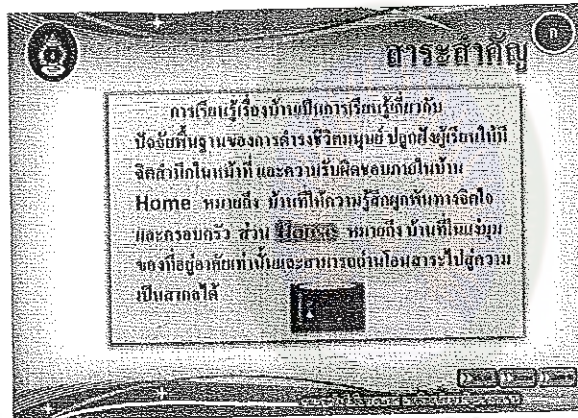 ก
สาระสำคัญ
การเรียนรู้เรื่องบ้านเป็นการเรียนรู้เกี่ยวกับ
ปัจจัยพื้นฐานของการดำรงชีวิตมนุษย์ ปลูกฝังผู้เรียนให้มี
จิตสำนึกในหน้าที่ และความรับผิดชอบภายในบ้าน
Home หมายถึง บ้านที่ให้ความรู้สึกผูกพันทางจิตใจ
และครอบครัว ส่วน House หมายถึง บ้านที่ในแง่มุม
ของที่อยู่อาศัยเท่านั้นและสามารถถ่านโอนสาระไปสู่ความ
เป็นสากลได้